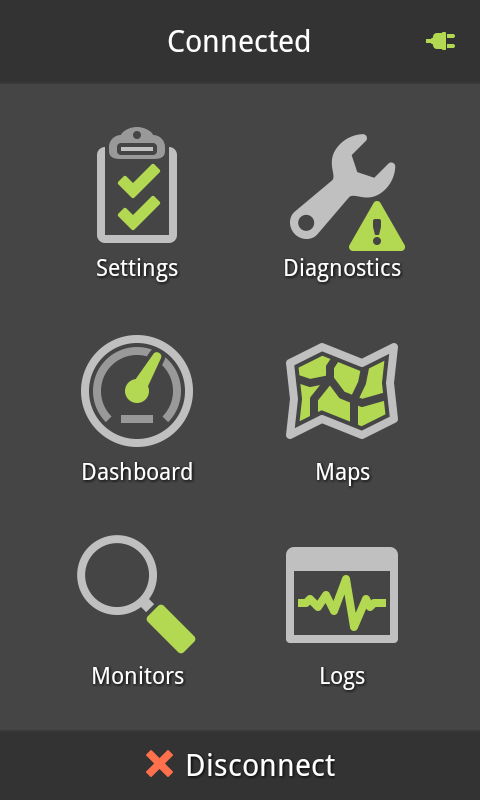 Connected
Settings
Diagnostics
Dashboard
Maps
Monitors
Logs
Disconnect